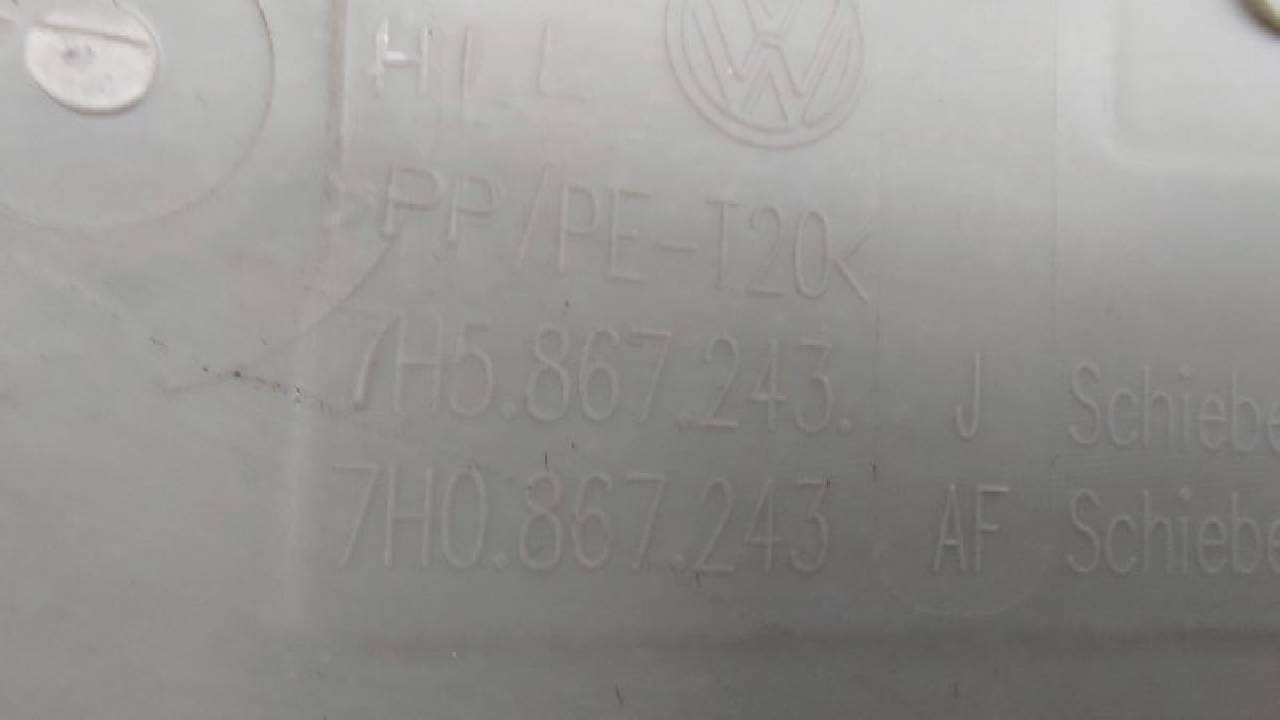 HLL
>PP/PE-T20<
7H5.867.243. J Schiebe
7H0.867.243 AF Schiebe